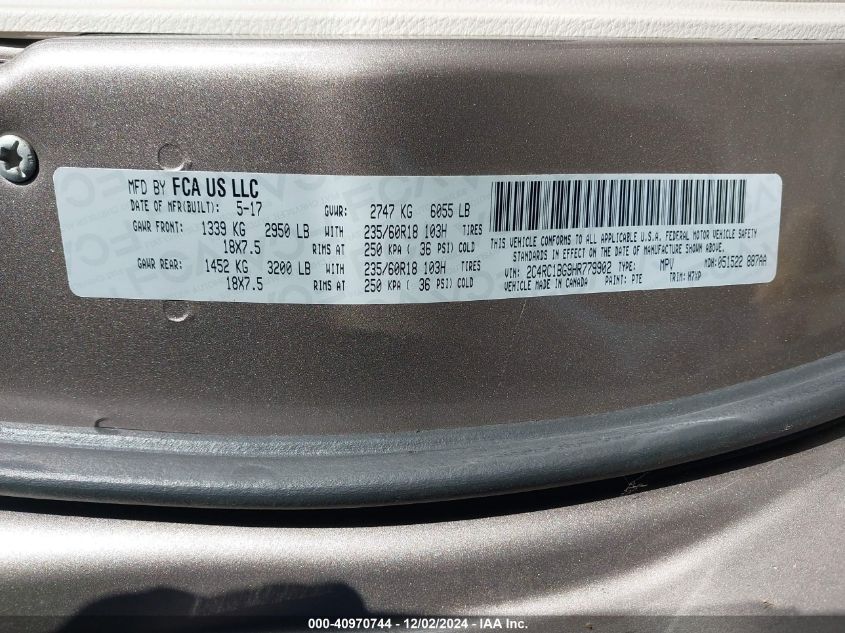 MFD BY FCA US LLC
DATE OF MFR(BUILT): 5-17 GVWR: 2747 KG 6055 LB
GAWR FRONT: 1339 KG 2950 LB WITH 235/60R18 103H TIRES
18X7.5 RIMS AT 250 KPA ( 36 PSI) COLD
GAWR REAR: 1452 KG 3200 LB WITH 235/60R18 103H TIRES
18X7.5 RIMS AT 250 KPA ( 36 PSI) COLD
THIS VEHICLE CONFORMS TO ALL APPLICABLE U.S.A. FEDERAL MOTOR VEHICLE SAFETY
STANDARDS IN EFFECT ON THE DATE OF MANUFACTURE SHOWN ABOVE.
VIN: 2C4RC1BG9HR779902 TYPE: MPV MDH: 051522 887AA
VEHICLE MADE IN CANADA PAINT: PTE TRIM: H7XP
000-40970744 - 12/02/2024 - IAA Inc.